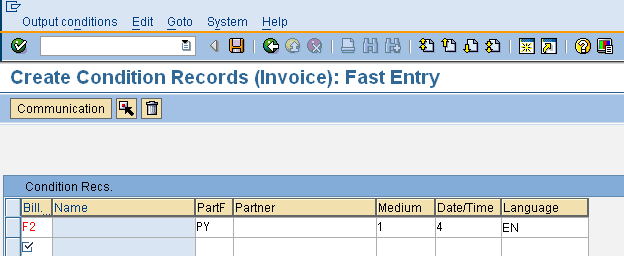 Output conditions Edit Goto System Help
Create Condition Records (Invoice): Fast Entry
Communication
Condition Recs.
Bill... Name PartF Partner Medium Date/Time Language
F2 PY 1 4 EN